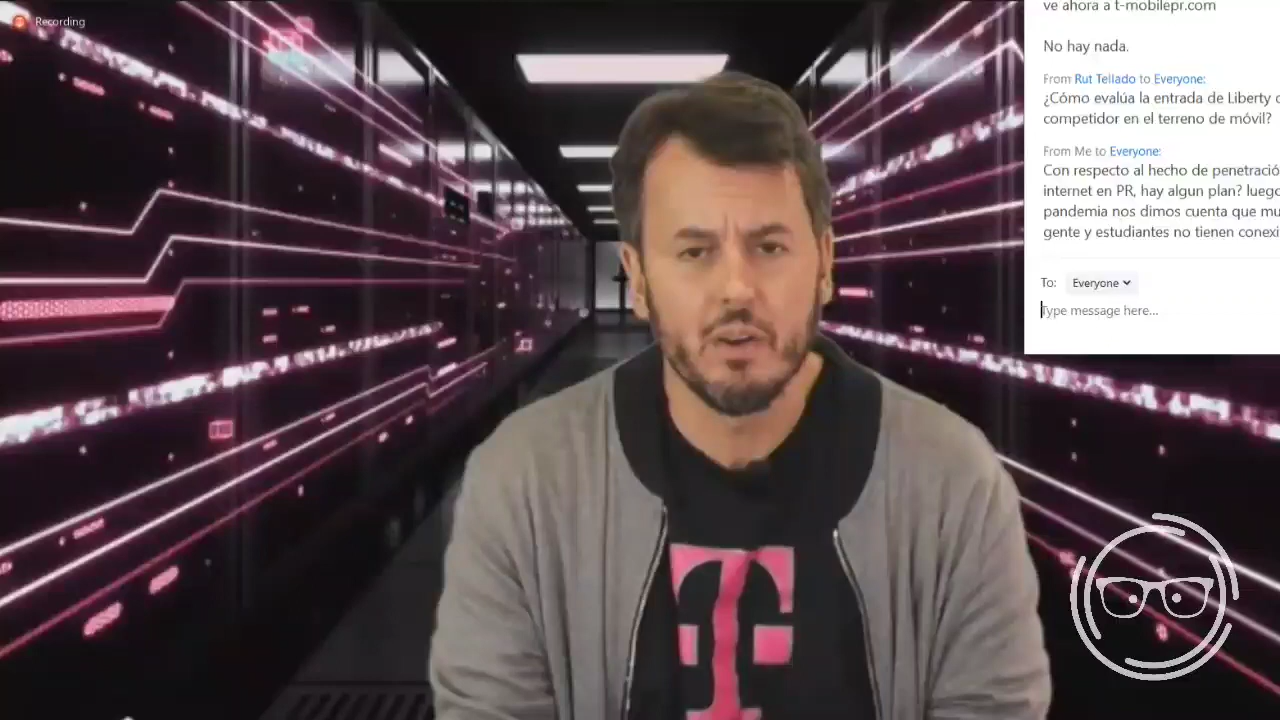 Recording
ve ahora a t-mobilepr.com
No hay nada.
From Rut Tellado to Everyone:
¿Cómo evalúa la entrada de Liberty
competidor en el terreno de móvil?
From Me to Everyone:
Con respecto al hecho de penetració
internet en PR, hay algun plan? luego
pandemia nos dimos cuenta que mu
gente y estudiantes no tienen conexi
To: Everyone
Type message here...
T